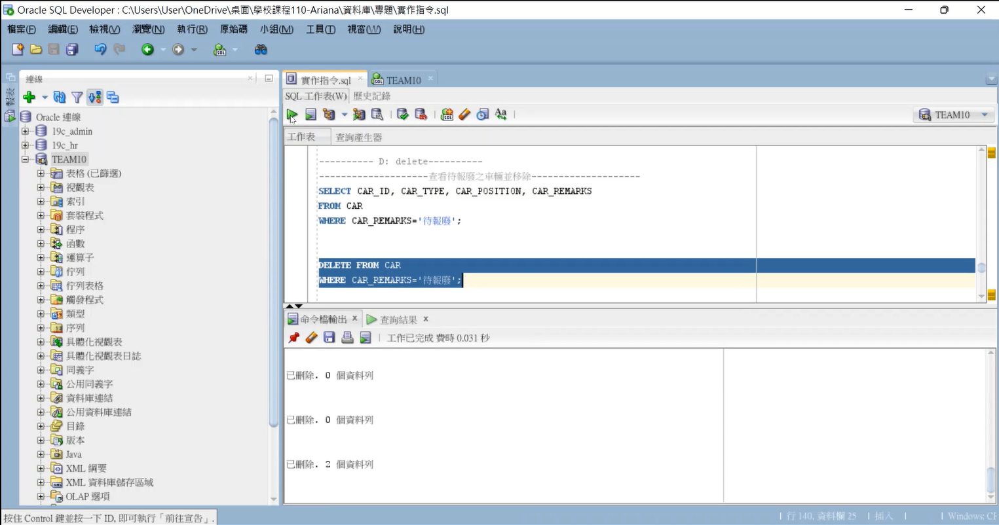 Oracle SQL Developer : C:\Users\User\OneDrive\桌面\學校課程110-Ariana\資料庫\專題\實作指令.sql
檔案(F) 編輯(E) 檢視(V) 瀏覽(N) 執行(R) 原始碼 小組(M) 工具(T) 視窗(W) 說明(H)
報表
連線
Oracle 連線
19c_admin
19c_hr
TEAM10
表格 (已篩選)
視觀表
索引
套裝程式
程序
函數
運算子
佇列
佇列表格
觸發程式
類型
序列
具體化視觀表
具體化視觀表日誌
同義字
公用同義字
資料庫連結
公用資料庫連結
目錄
版本
Java
XML 綱要
XML 資料庫儲存區域
OLAP 選項
實作指令.sql TEAM10
SQL 工作表(W) 歷史記錄
TEAM10
工作表 查詢產生器
---------- D: delete----------
--------------------查看待報廢之車輛並移除--------------------
SELECT CAR_ID, CAR_TYPE, CAR_POSITION, CAR_REMARKS
FROM CAR
WHERE CAR_REMARKS='待報廢';
DELETE FROM CAR
WHERE CAR_REMARKS='待報廢';
命令檔輸出 x 查詢結果 x
工作已完成 費時 0.031 秒
已刪除. 0 個資料列
已刪除. 0 個資料列
已刪除. 2 個資料列
按住 Control 鍵並按一下 ID, 即可執行「前往宣告」.
行 140, 資料欄 25 插入 Windows: CF